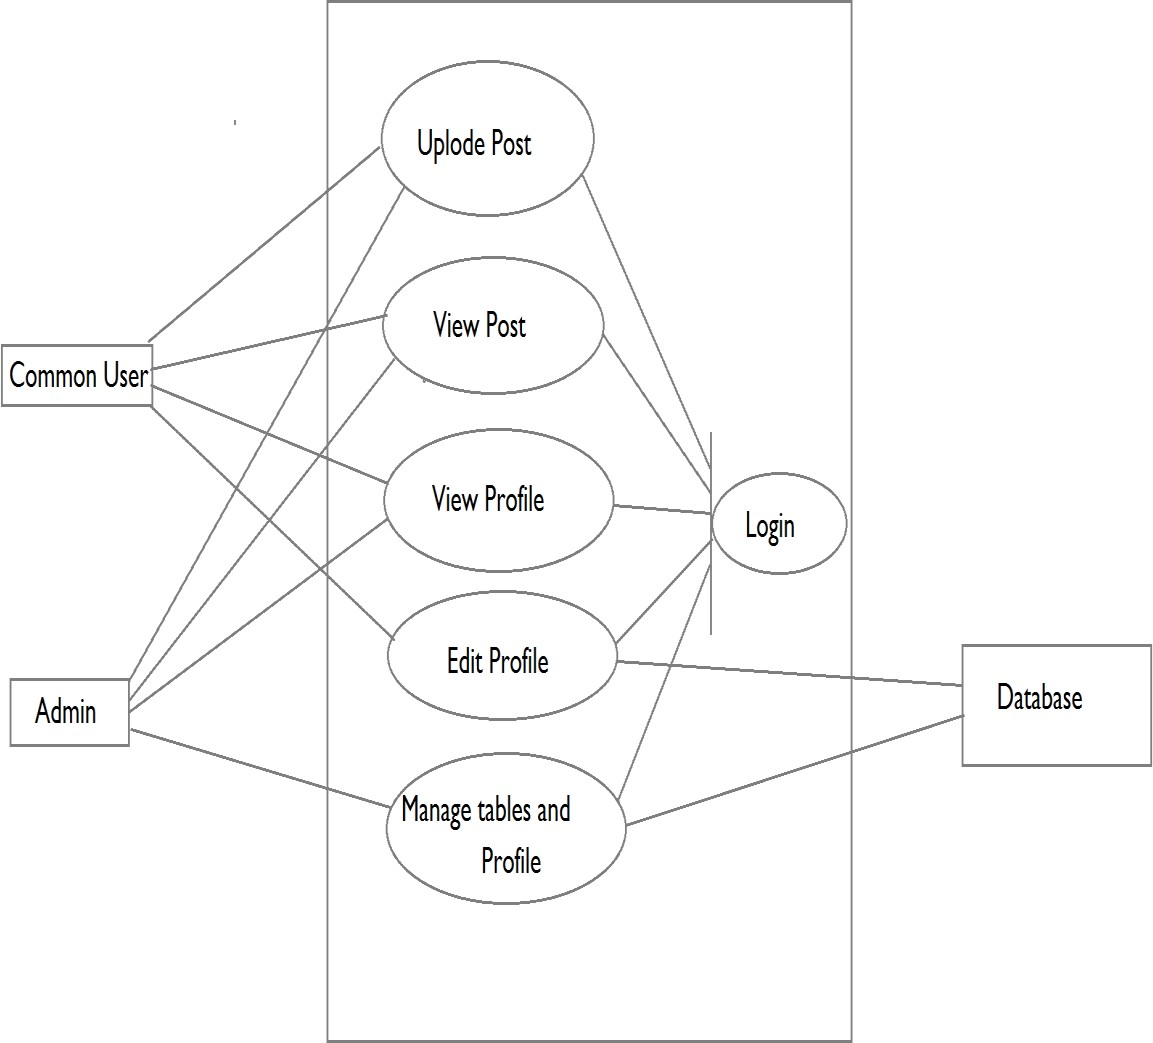 Uplode Post
View Post
Common User
View Profile
Login
Edit Profile
Database
Admin
Manage tables and
Profile